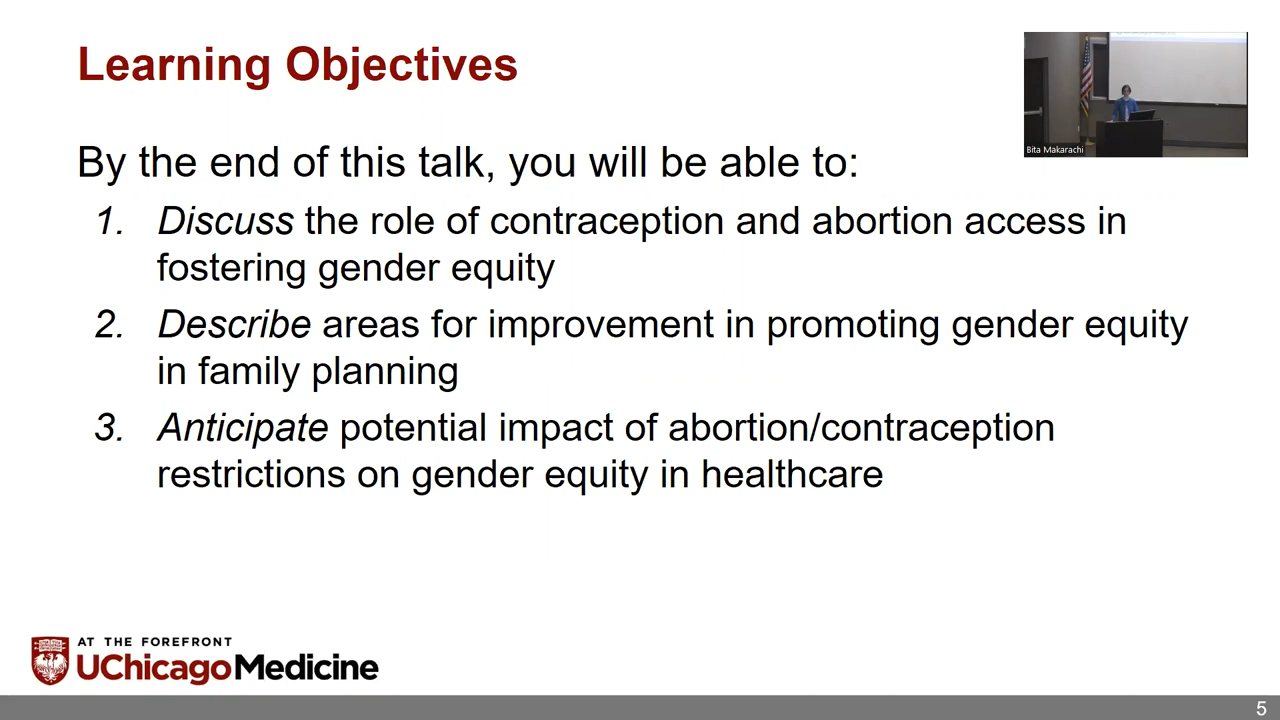 Learning Objectives
Bita Makarachi
By the end of this talk, you will be able to:
1. Discuss the role of contraception and abortion access in
fostering gender equity
2. Describe areas for improvement in promoting gender equity
in family planning
3. Anticipate potential impact of abortion/contraception
restrictions on gender equity in healthcare
AT THE FOREFRONT
UChicagoMedicine
5